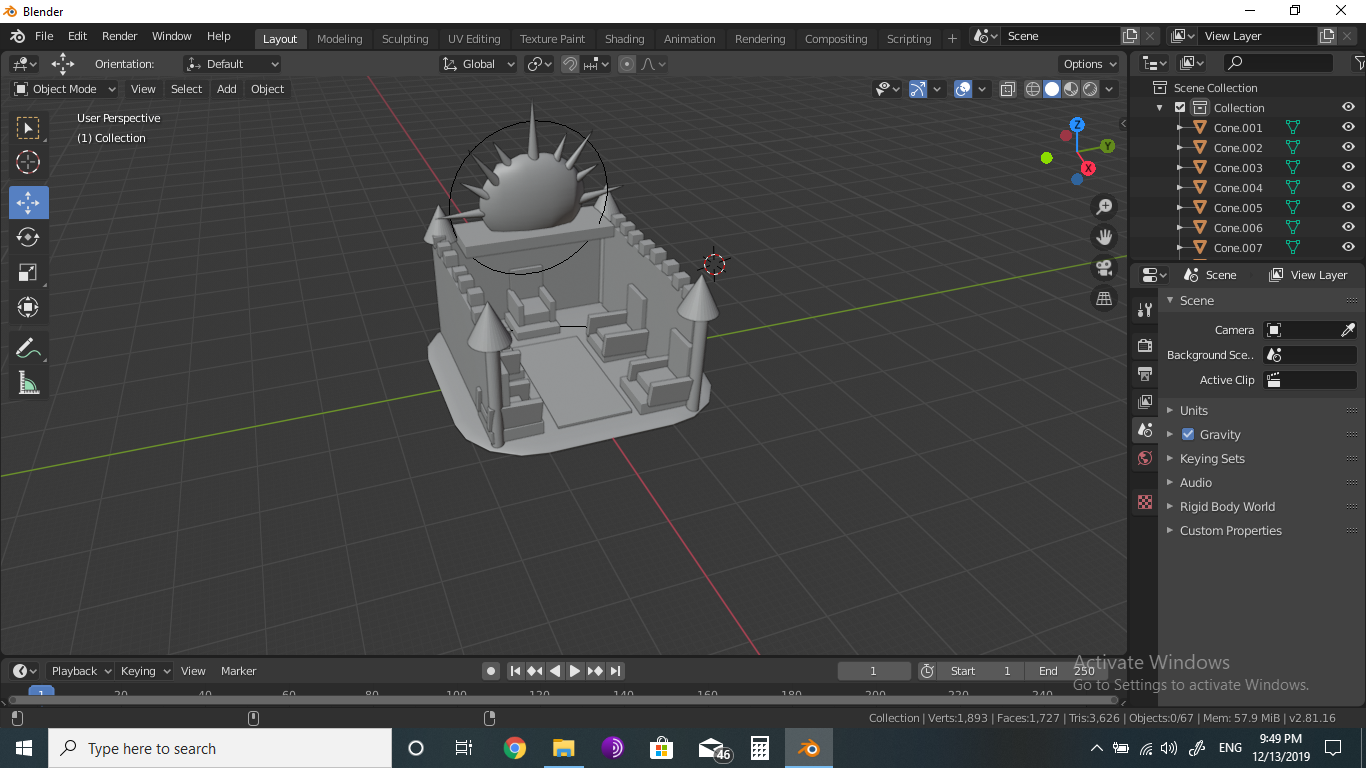 Blender
File Edit Render Window Help Layout Modeling Sculpting UV Editing Texture Paint Shading Animation Rendering Compositing Scripting + Scene View Layer
Orientation: Default Global Options
Object Mode View Select Add Object
User Perspective
(1) Collection
Z
Y
X
Scene Collection
Collection
Cone.001
Cone.002
Cone.003
Cone.004
Cone.005
Cone.006
Cone.007
Scene View Layer
Scene
Camera
Background Sce..
Active Clip
Units
Gravity
Keying Sets
Audio
Rigid Body World
Custom Properties
Playback Keying View Marker 1 Start 1 End 250
1 20 40 60 80 100 120 140 160 180 200 220 240
Activate Windows
Go to Settings to activate Windows.
Collection | Verts:1,893 | Faces:1,727 | Tris:3,626 | Objects:0/67 | Mem: 57.9 MiB | v2.81.16
Type here to search
46
ENG
9:49 PM
12/13/2019